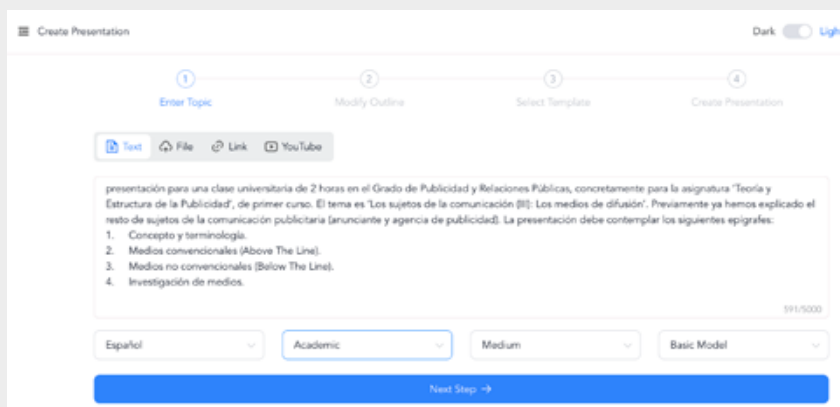 Create Presentation
Dark Ligh
1 2 3 4
Enter Topic Modify Outline Select Template Create Presentation
Text File Link YouTube
presentación para una clase universitaria de 2 horas en el Grado de Publicidad y Relaciones Públicas, concretamente para la asignatura 'Teoría y
Estructura de la Publicidad', de primer curso. El tema es 'Los sujetos de la comunicación (III): Los medios de difusión'. Previamente ya hemos explicado el
resto de sujetos de la comunicación publicitaria (anunciante y agencia de publicidad). La presentación debe contemplar los siguientes epígrafes:
1. Concepto y terminología.
2. Medios convencionales (Above The Line).
3. Medios no convencionales (Below The Line).
4. Investigación de medios.
591/5000
Español Academic Medium Basic Model
Next Step →